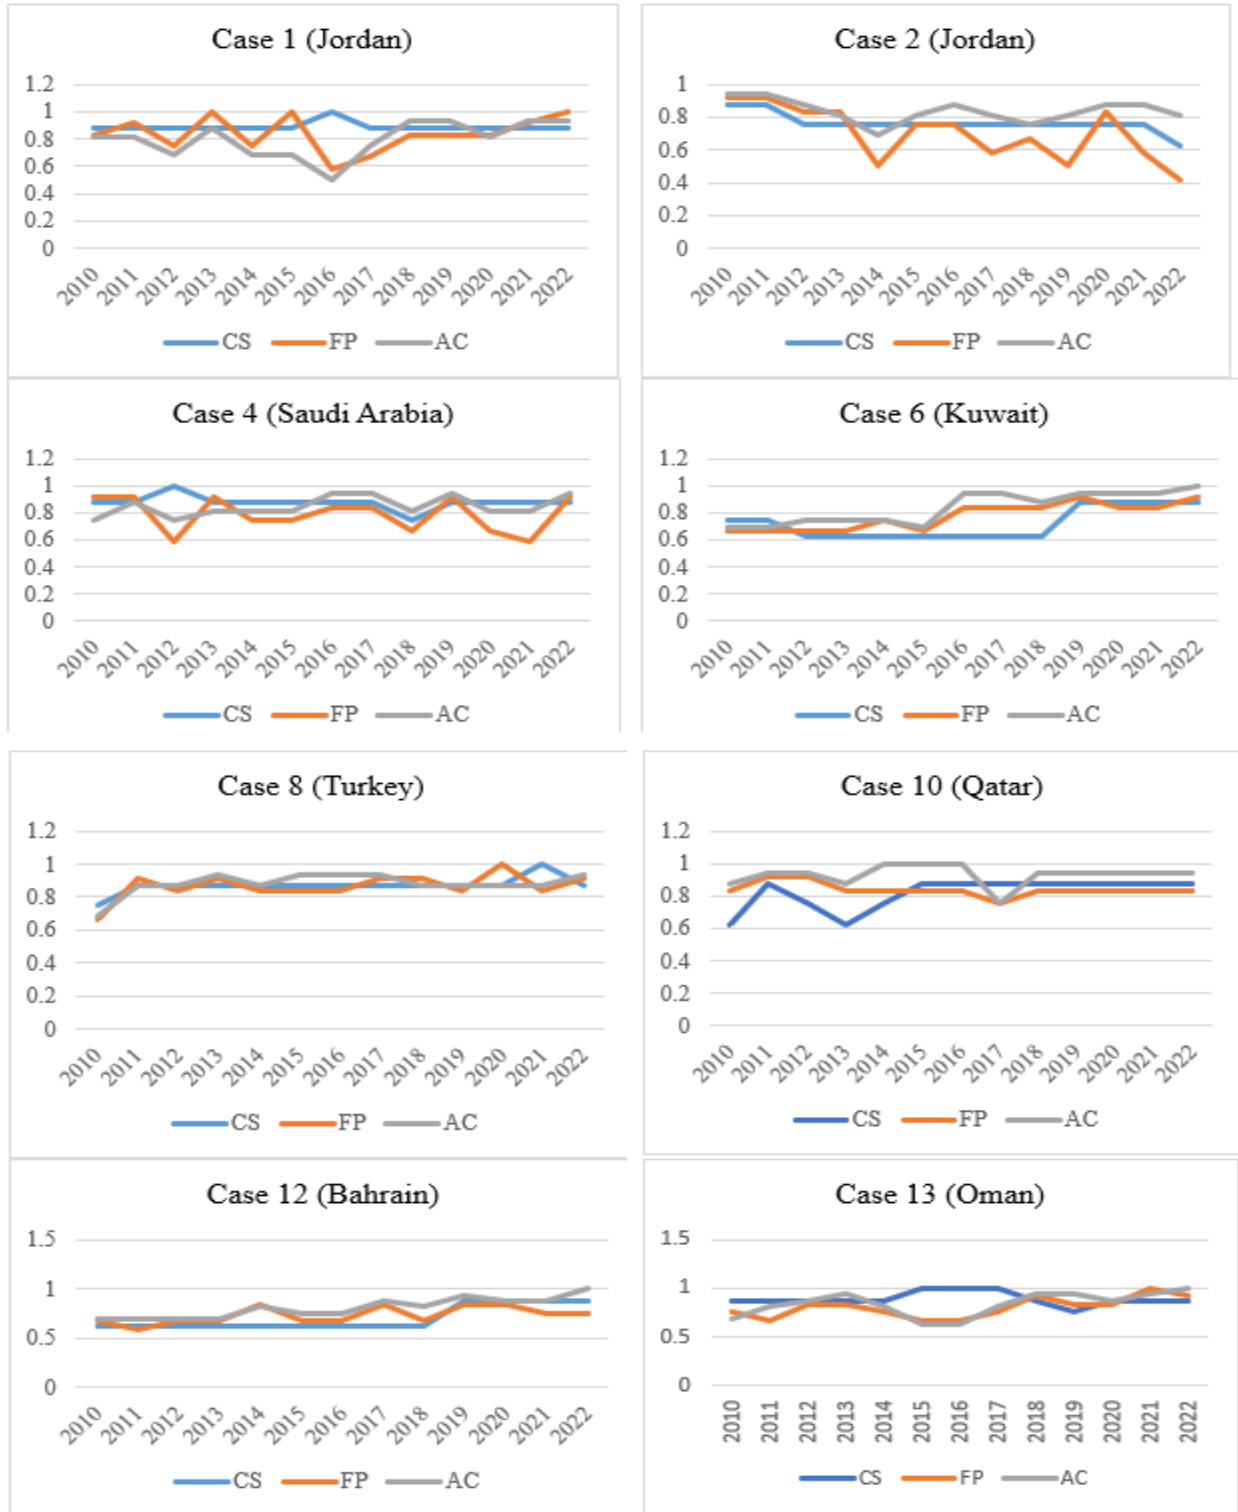 Case 1 (Jordan)
1.2
1
0.8
0.6
0.4
0.2
0
2010 2011 2012 2013 2014 2015 2016 2017 2018 2019 2020 2021 2022
CS FP AC
Case 2 (Jordan)
1
0.8
0.6
0.4
0.2
0
2010 2011 2012 2013 2014 2015 2016 2017 2018 2019 2020 2021 2022
CS FP AC
Case 4 (Saudi Arabia)
1.2
1
0.8
0.6
0.4
0.2
0
2010 2011 2012 2013 2014 2015 2016 2017 2018 2019 2020 2021 2022
CS FP AC
Case 6 (Kuwait)
1.2
1
0.8
0.6
0.4
0.2
0
2010 2011 2012 2013 2014 2015 2016 2017 2018 2019 2020 2021 2022
CS FP AC
Case 8 (Turkey)
1.2
1
0.8
0.6
0.4
0.2
0
2010 2011 2012 2013 2014 2015 2016 2017 2018 2019 2020 2021 2022
CS FP AC
Case 10 (Qatar)
1.2
1
0.8
0.6
0.4
0.2
0
2010 2011 2012 2013 2014 2015 2016 2017 2018 2019 2020 2021 2022
CS FP AC
Case 12 (Bahrain)
1.5
1
0.5
0
2010 2011 2012 2013 2014 2015 2016 2017 2018 2019 2020 2021 2022
CS FP AC
Case 13 (Oman)
1.5
1
0.5
0
2010 2011 2012 2013 2014 2015 2016 2017 2018 2019 2020 2021 2022
CS FP AC